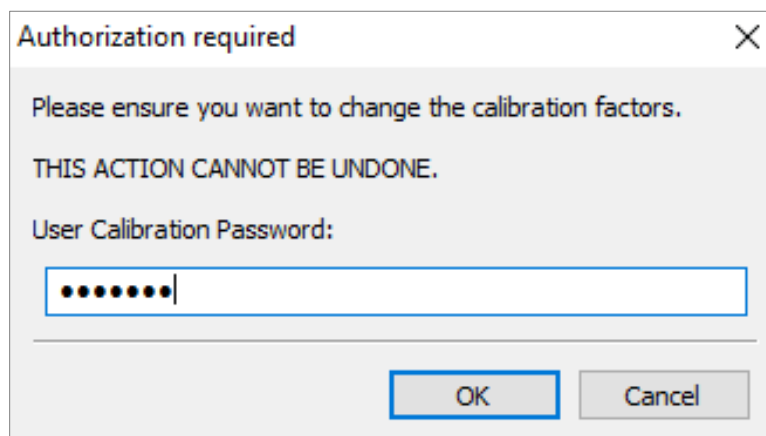 Authorization required
Please ensure you want to change the calibration factors.
THIS ACTION CANNOT BE UNDONE.
User Calibration Password:
•••••••
OK
Cancel